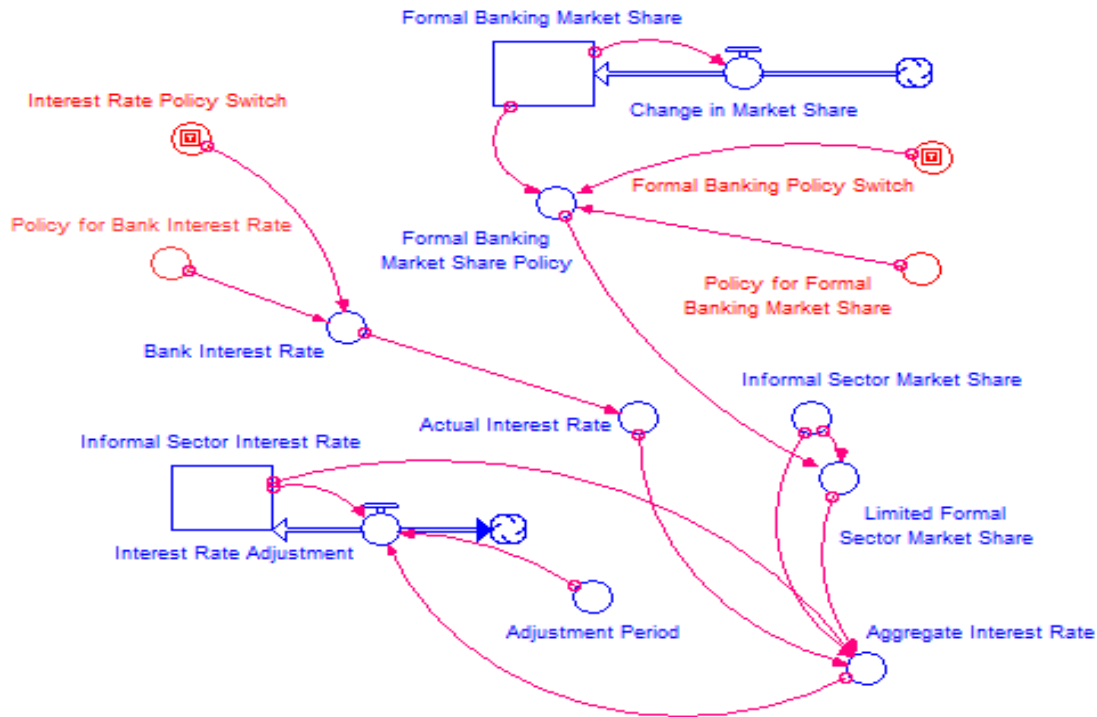 Formal Banking Market Share
Interest Rate Policy Switch
Change in Market Share
T
T
Formal Banking Policy Switch
Policy for Bank Interest Rate
Formal Banking
Market Share Policy
Policy for Formal
Banking Market Share
Bank Interest Rate
Informal Sector Market Share
Actual Interest Rate
Informal Sector Interest Rate
Limited Formal
Sector Market Share
Interest Rate Adjustment
Adjustment Period
Aggregate Interest Rate